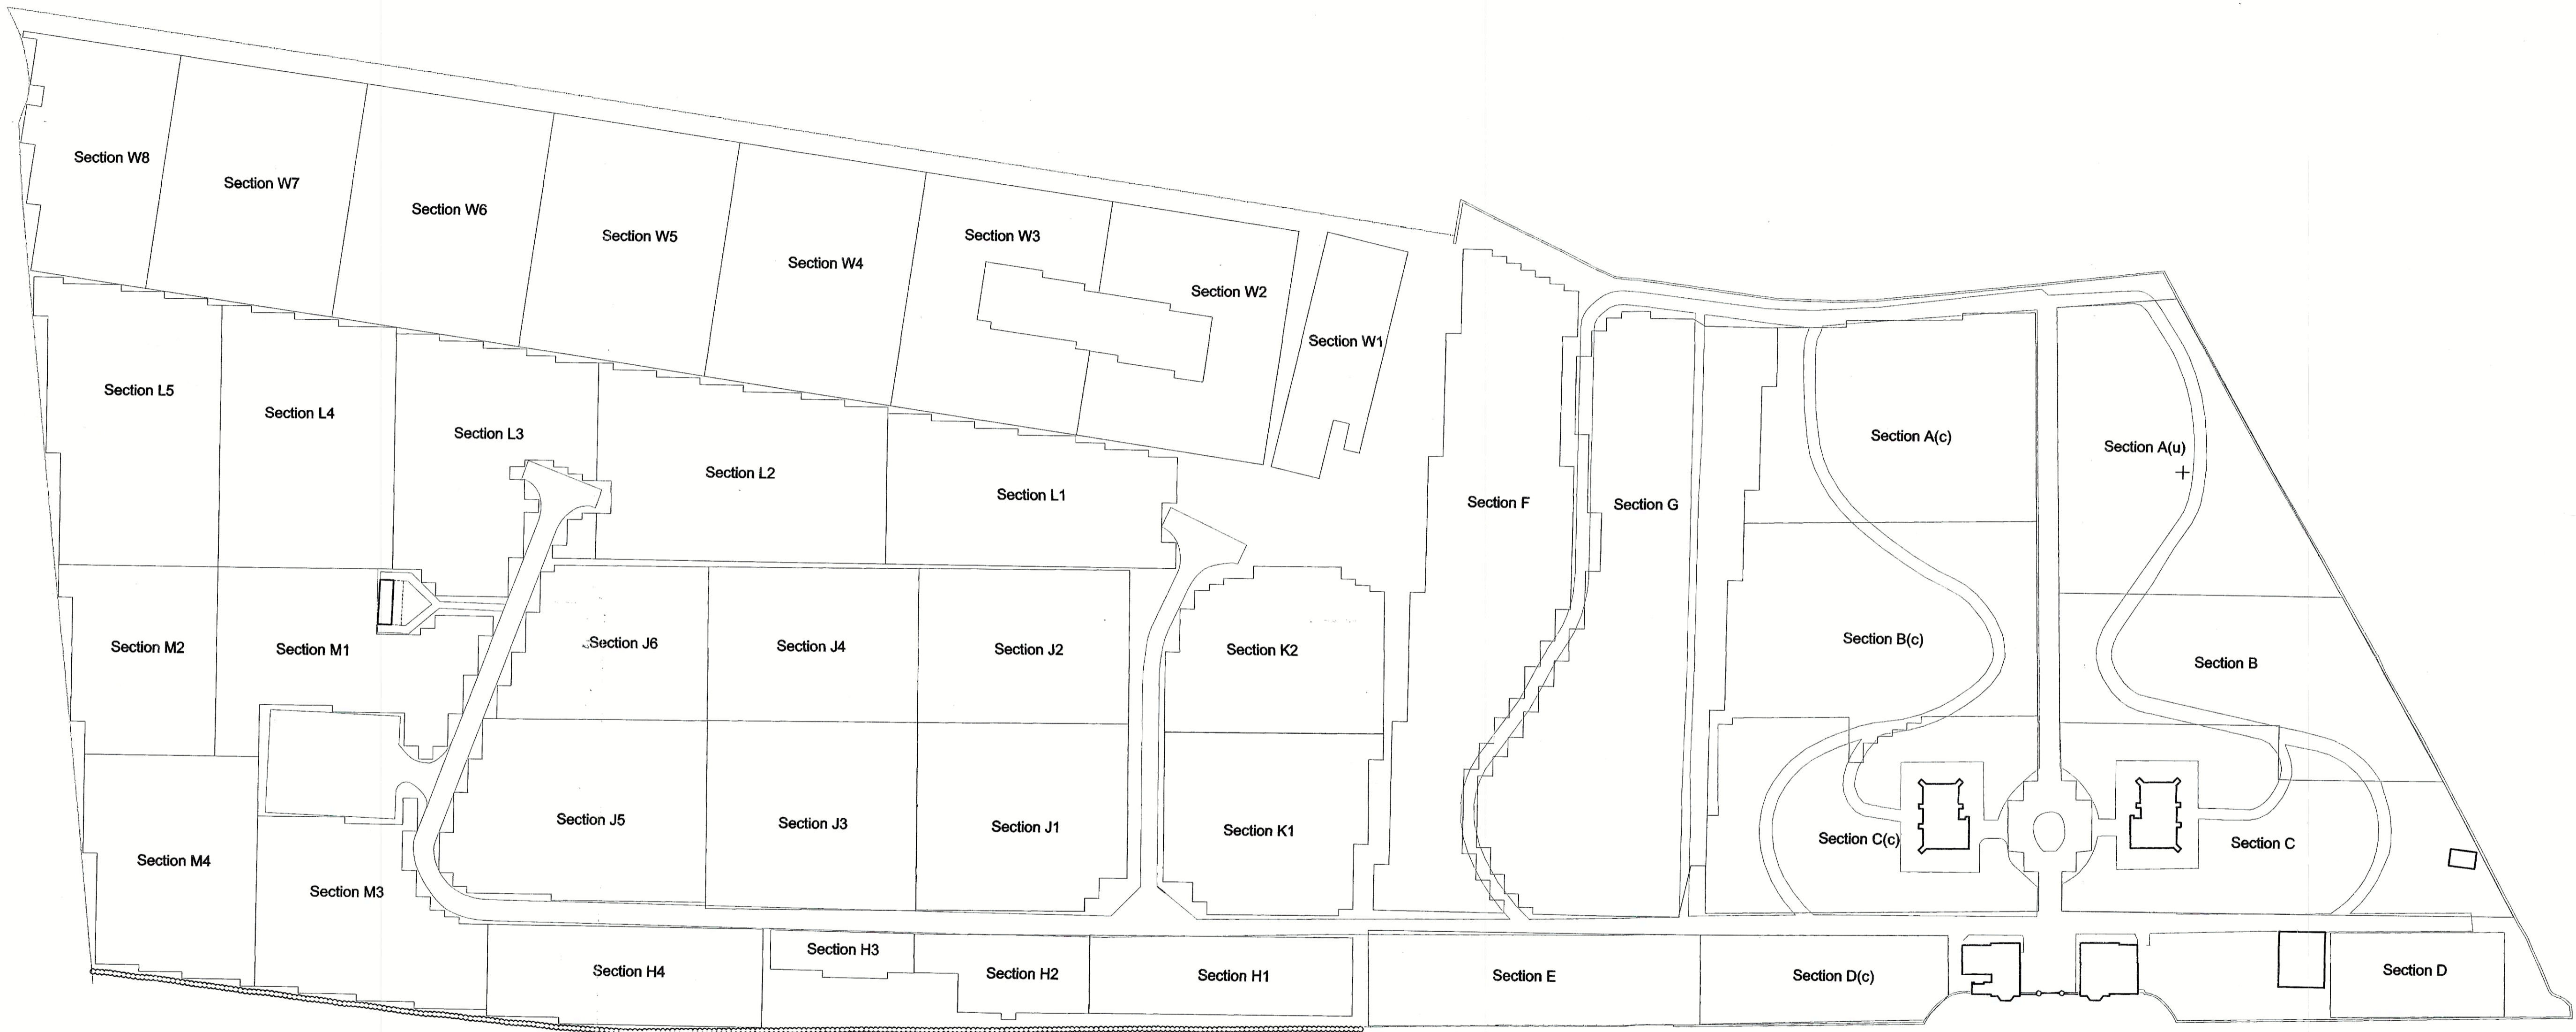 Section W8
Section W7
Section W6
Section W5
Section W3
Section W4
Section W2
Section W1
Section L5
Section L4
Section L3
Section L2
Section L1
Section F
Section G
Section A(c)
Section A(u)
Section M2
Section M1
Section J6
Section J4
Section J2
Section K2
Section B(c)
Section B
Section J5
Section J3
Section J1
Section K1
Section C(c)
Section C
Section M4
Section M3
Section H4
Section H3
Section H2
Section H1
Section E
Section D(c)
Section D